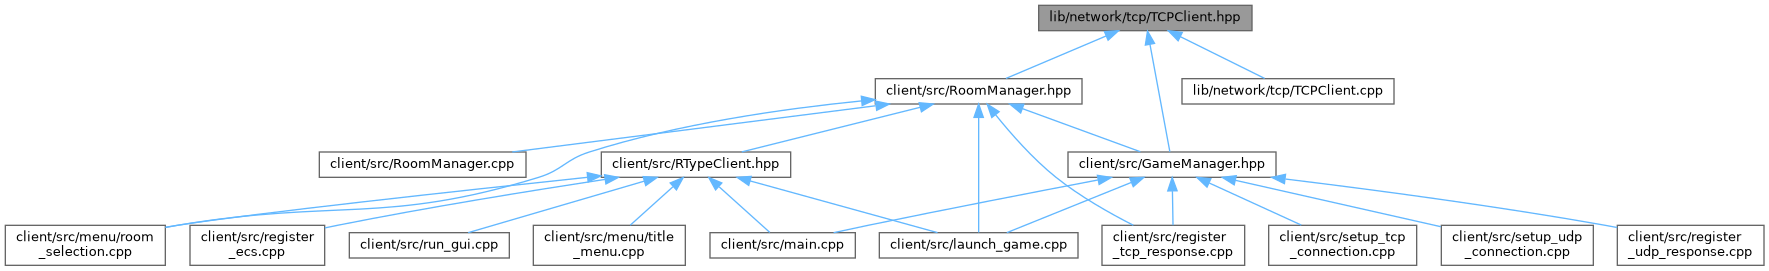 lib/network/tcp/TCPClient.hpp
client/src/RoomManager.hpp
lib/network/tcp/TCPClient.cpp
client/src/RoomManager.cpp
client/src/RTypeClient.hpp
client/src/GameManager.hpp
client/src/menu/room
_selection.cpp
client/src/register
_ecs.cpp
client/src/run_gui.cpp
client/src/menu/title
_menu.cpp
client/src/main.cpp
client/src/launch_game.cpp
client/src/register
_tcp_response.cpp
client/src/setup_tcp
_connection.cpp
client/src/setup_udp
_connection.cpp
client/src/register
_udp_response.cpp